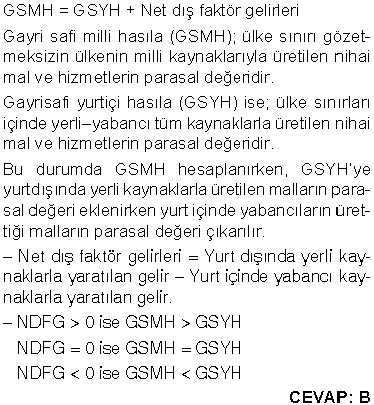 GSMH = GSYH + Net dış faktör gelirleri
Gayri safi milli hasıla (GSMH); ülke sınırı gözet-
meksizin ülkenin milli kaynaklarıyla üretilen nihai
mal ve hizmetlerin parasal değeridir.
Gayrisafi yurtiçi hasıla (GSYH) ise; ülke sınırları
içinde yerli–yabancı tüm kaynaklarla üretilen nihai
mal ve hizmetlerin parasal değeridir.
Bu durumda GSMH hesaplanırken, GSYH'ye
yurtdışında yerli kaynaklarla üretilen malların para-
sal değeri eklenirken yurt içinde yabancıların üret-
tiği malların parasal değeri çıkarılır.
– Net dış faktör gelirleri = Yurt dışında yerli kay-
naklarla yaratılan gelir – Yurt içinde yabancı kay-
naklarla yaratılan gelir.
– NDFG > 0 ise GSMH > GSYH
NDFG = 0 ise GSMH = GSYH
NDFG < 0 ise GSMH < GSYH
CEVAP: B